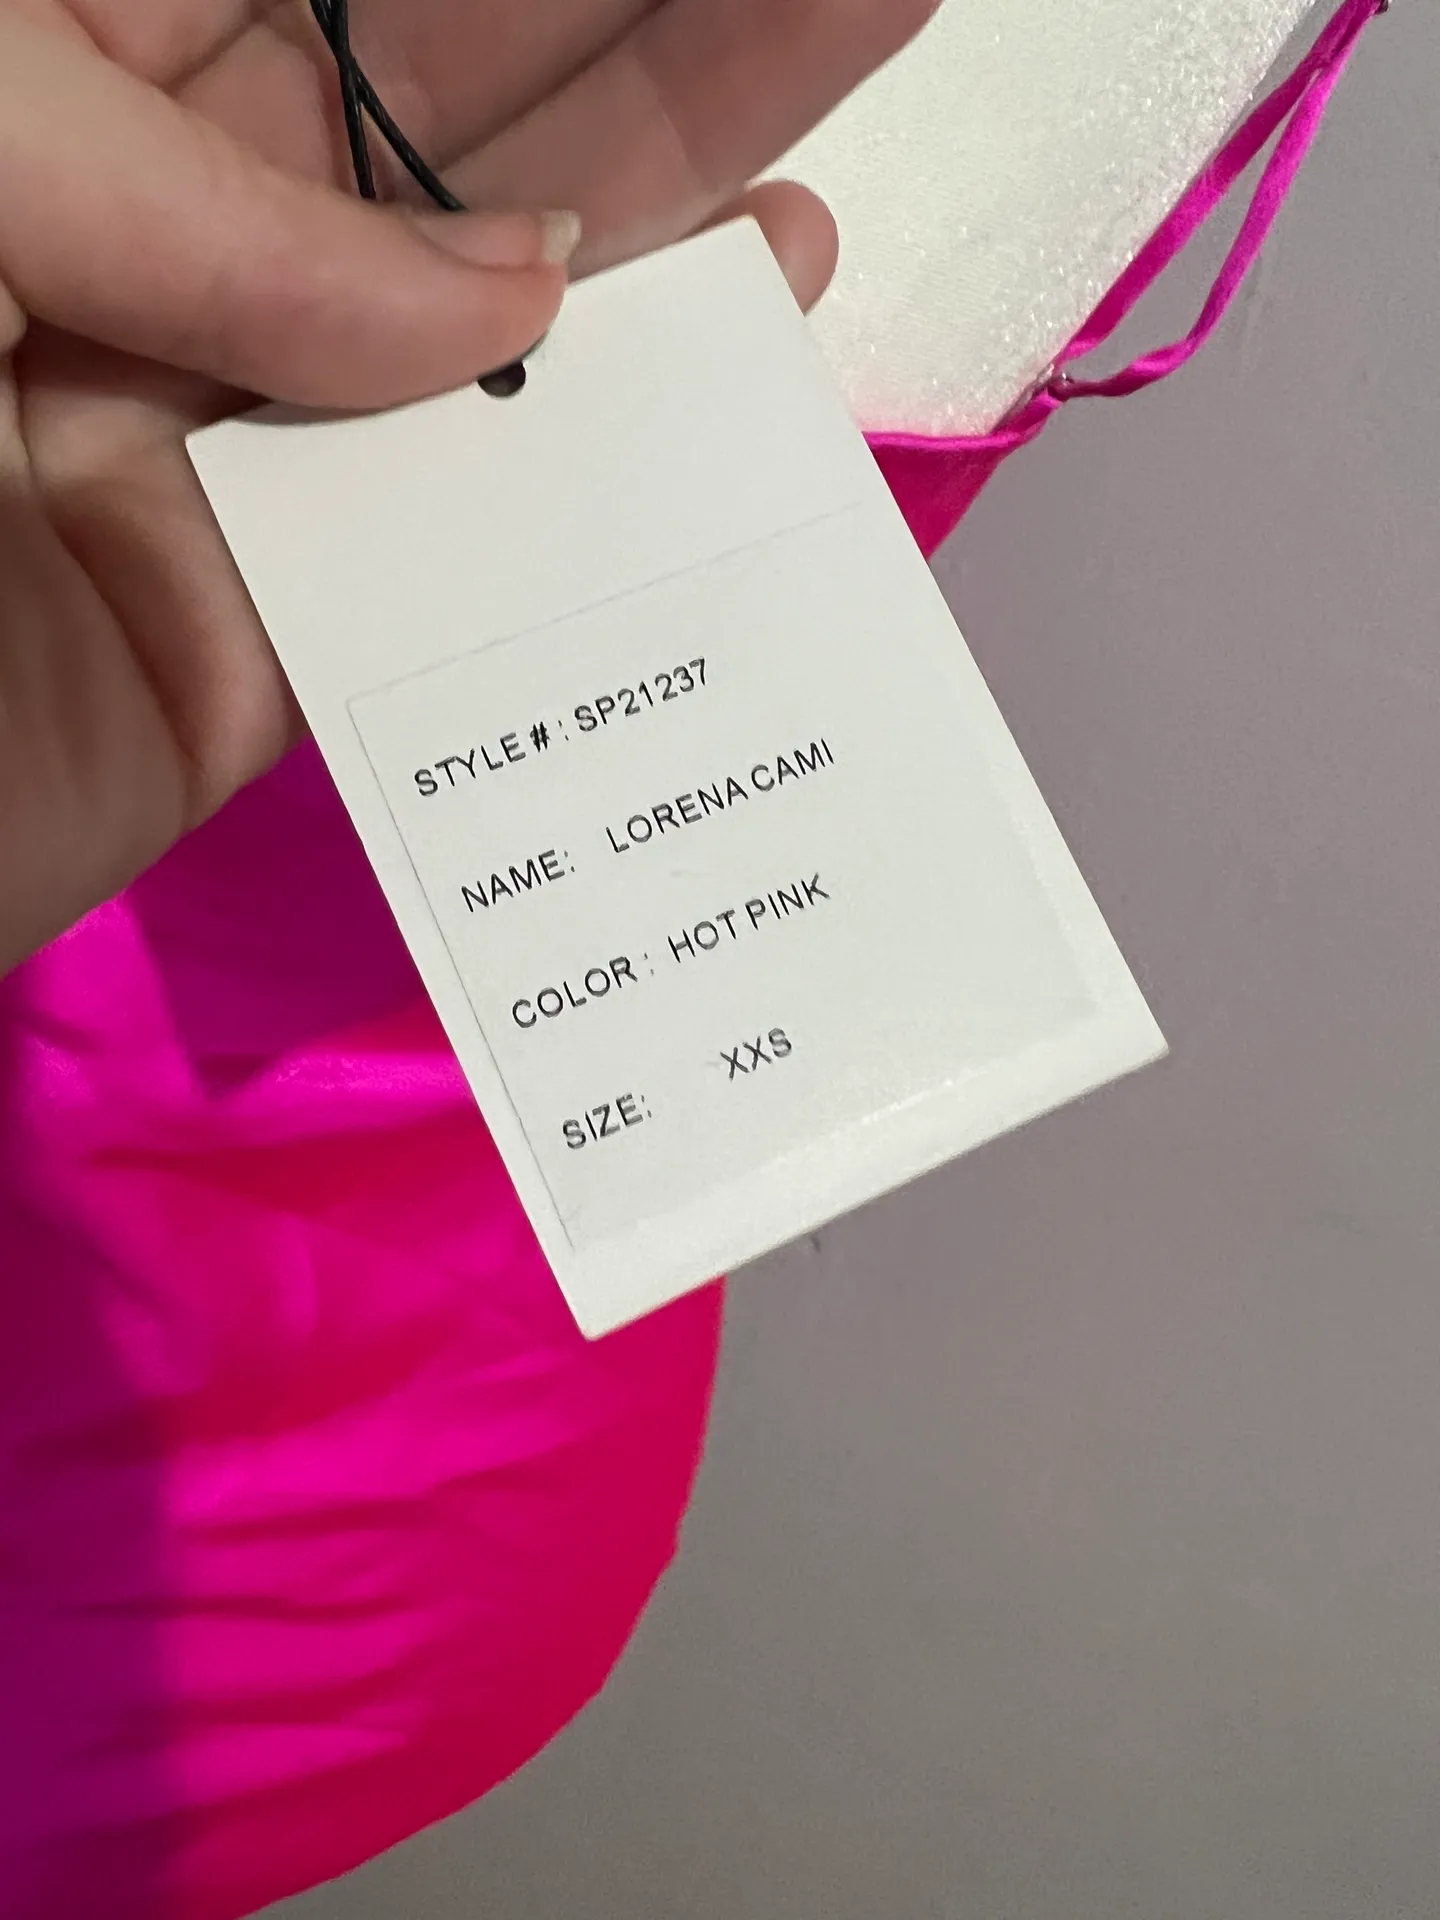 STYLE#: SP21237
NAME: LORENA CAMI
COLOR: HOT PINK
SIZE: XXS